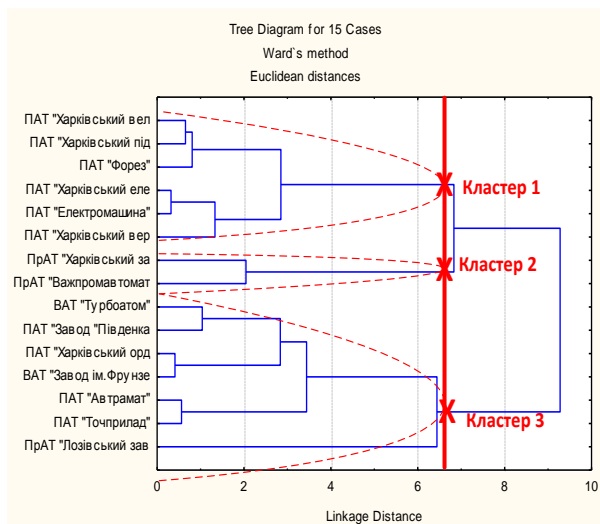 Tree Diagram for 15 Cases
Ward`s method
Euclidean distances
ПАТ "Харківський вел
ПАТ "Харківський під
ПАТ "Форез"
ПАТ "Харківський еле
ПАТ "Електромашина"
ПАТ "Харківський вер
ПрАТ "Харківський за
ПрАТ "Важпромавтомат
ВАТ "Турбоатом"
ПАТ "Завод "Південка
ПАТ "Харківський орд
ВАТ "Завод ім.Фрунзе
ПАТ "Автрамат"
ПАТ "Точприлад"
ПрАТ "Лозівський зав
Кластер 1
Кластер 2
Кластер 3
0 2 4 6 8 10
Linkage Distance